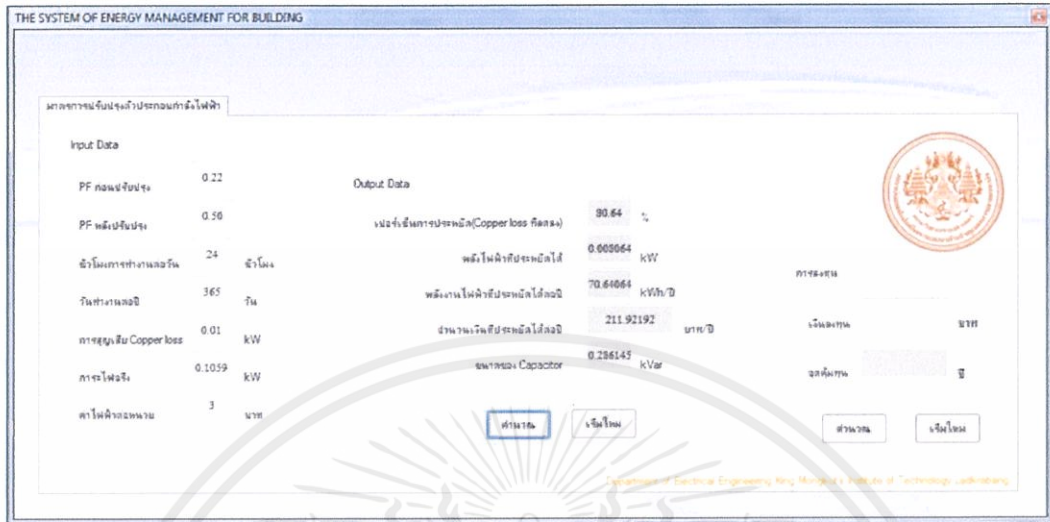 THE SYSTEM OF ENERGY MANAGEMENT FOR BUILDING
มาตรการปรับปรุงตัวประกอบกำลังไฟฟ้า
Input Data
PF ก่อนปรับปรุง 0.22
PF หลังปรับปรุง 0.50
ชั่วโมงการทำงานต่อวัน 24 ชั่วโมง
วันทำงานต่อปี 365 วัน
การสูญเสีย Copper loss 0.01 kW
ภาระไฟจริง 0.1059 kW
ค่าไฟฟ้าต่อหน่วย 3 บาท
Output Data
เปอร์เซ็นการประหยัด(Copper loss ที่ลดลง) 80.64 %
พลังไฟฟ้าที่ประหยัดได้ 0.008064 kW
พลังงานไฟฟ้าที่ประหยัดได้ต่อปี 70.64064 kWh/ปี
จำนวนเงินที่ประหยัดได้ต่อปี 211.92192 บาท/ปี
ขนาดของ Capacitor 0.286145 kVar
คำนวณ เริ่มใหม่
การลงทุน
เงินลงทุน บาท
จุดคุ้มทุน ปี
คำนวณ เริ่มใหม่
Department of Electrical Engineering King Mongkut's Institute of Technology Ladkrabang